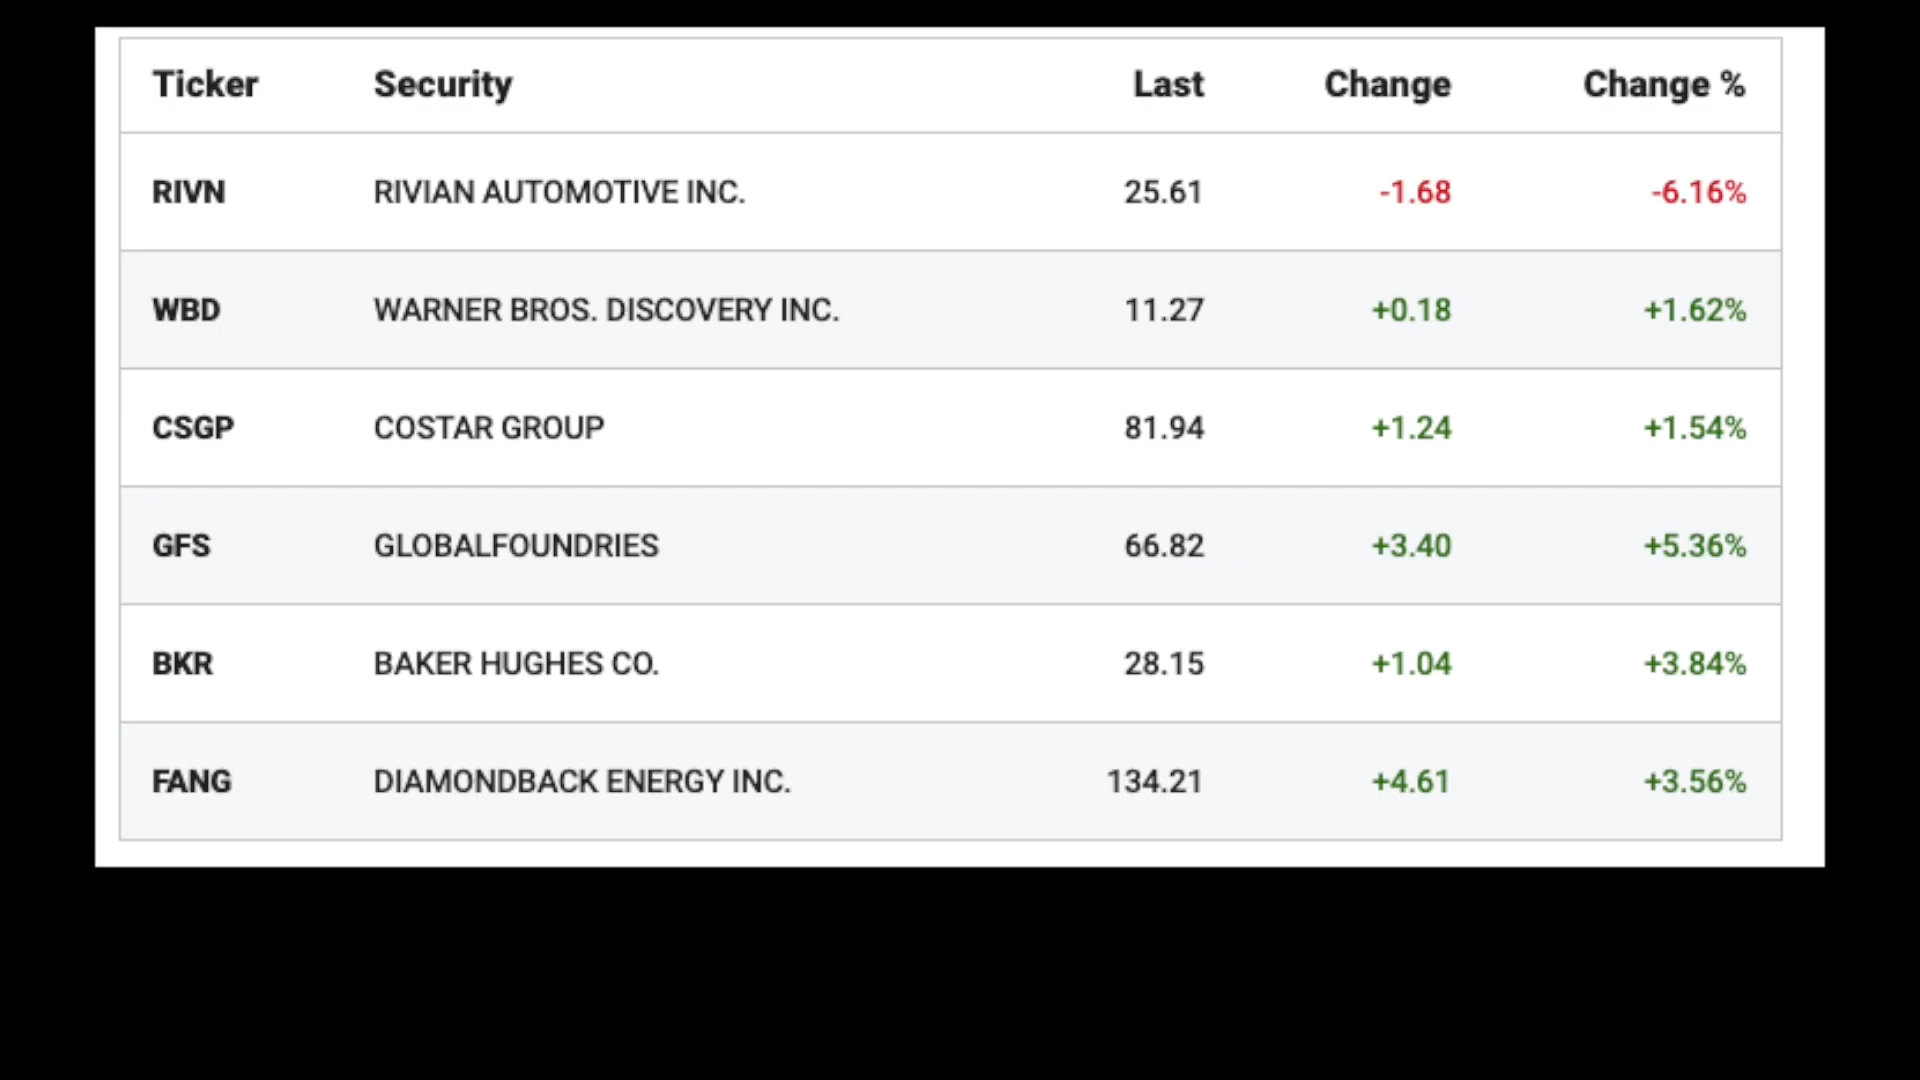 Ticker Security Last Change Change %
RIVN RIVIAN AUTOMOTIVE INC. 25.61 -1.68 -6.16%
WBD WARNER BROS. DISCOVERY INC. 11.27 +0.18 +1.62%
CSGP COSTAR GROUP 81.94 +1.24 +1.54%
GFS GLOBALFOUNDRIES 66.82 +3.40 +5.36%
BKR BAKER HUGHES CO. 28.15 +1.04 +3.84%
FANG DIAMONDBACK ENERGY INC. 134.21 +4.61 +3.56%